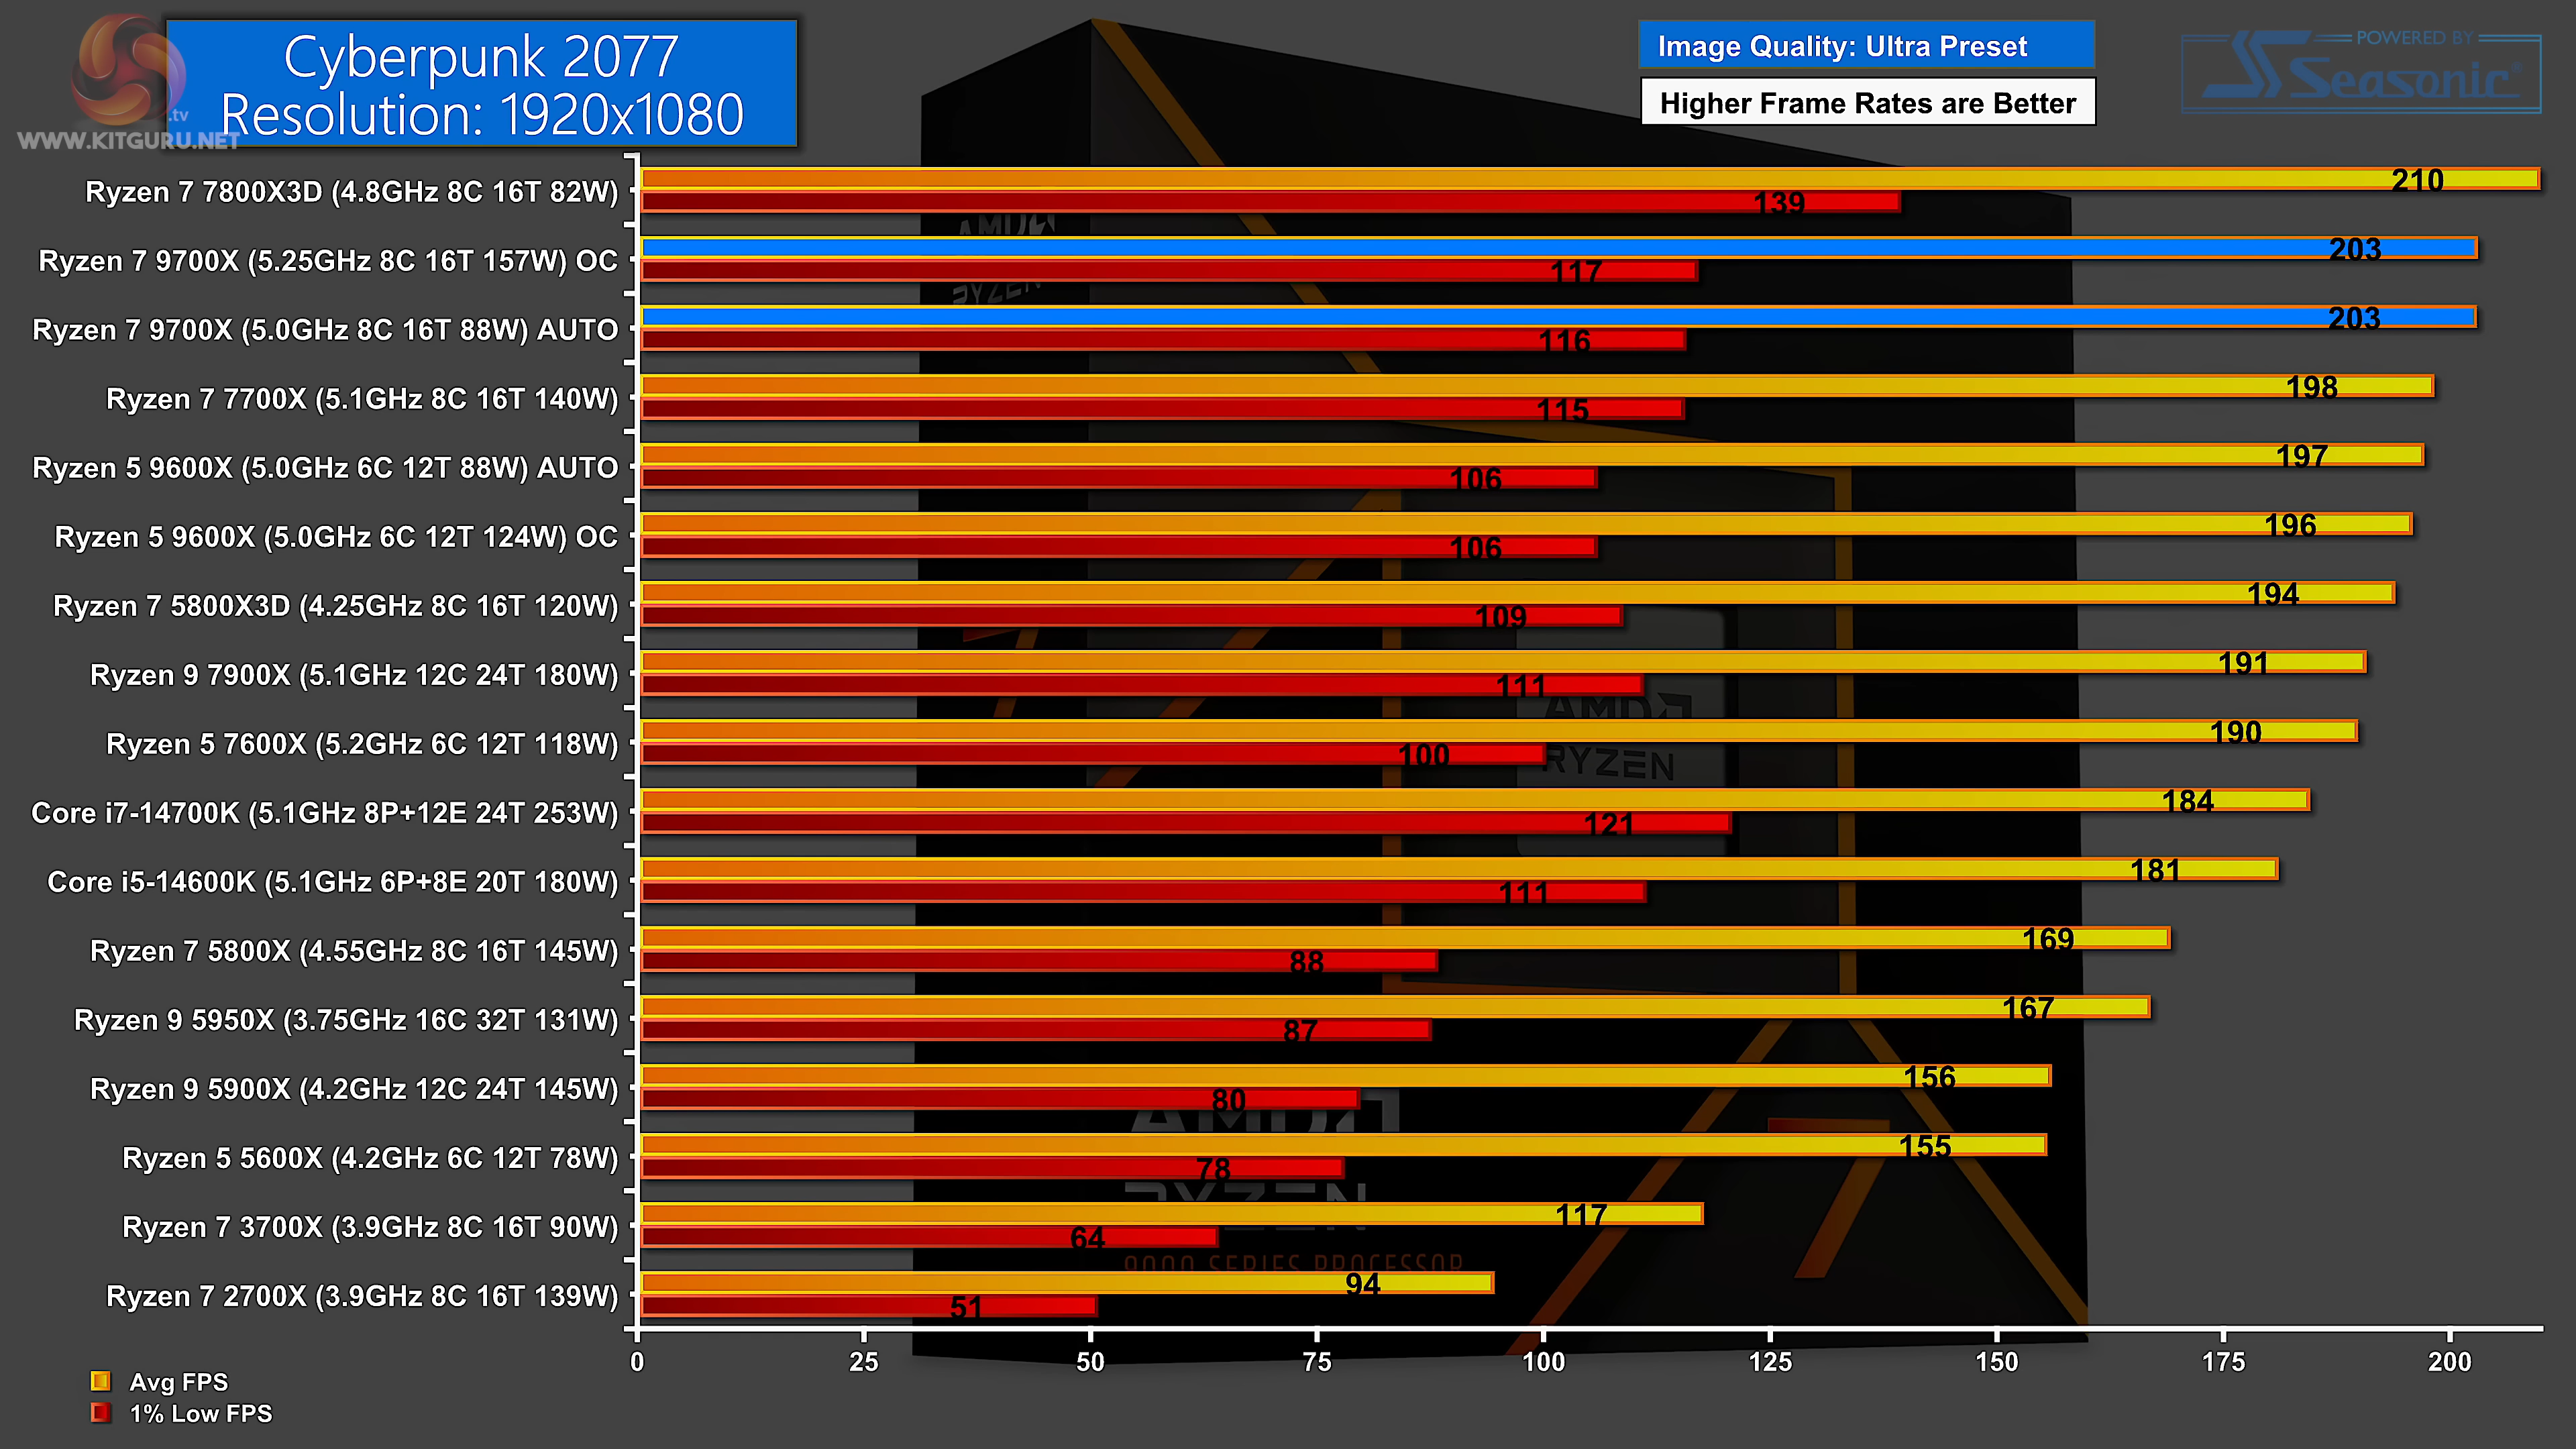 Cyberpunk 2077
Resolution: 1920x1080
.tv
WWW.KITGURU.NET
Image Quality: Ultra Preset
Higher Frame Rates are Better
POWERED BY
Seasonic®
Ryzen 7 7800X3D (4.8GHz 8C 16T 82W)
210
139
Ryzen 7 9700X (5.25GHz 8C 16T 157W) OC
203
117
Ryzen 7 9700X (5.0GHz 8C 16T 88W) AUTO
203
116
Ryzen 7 7700X (5.1GHz 8C 16T 140W)
198
115
Ryzen 5 9600X (5.0GHz 6C 12T 88W) AUTO
197
106
Ryzen 5 9600X (5.0GHz 6C 12T 124W) OC
196
106
Ryzen 7 5800X3D (4.25GHz 8C 16T 120W)
194
109
Ryzen 9 7900X (5.1GHz 12C 24T 180W)
191
111
Ryzen 5 7600X (5.2GHz 6C 12T 118W)
190
100
Core i7-14700K (5.1GHz 8P+12E 24T 253W)
184
121
Core i5-14600K (5.1GHz 6P+8E 20T 180W)
181
111
Ryzen 7 5800X (4.55GHz 8C 16T 145W)
169
88
Ryzen 9 5950X (3.75GHz 16C 32T 131W)
167
87
Ryzen 9 5900X (4.2GHz 12C 24T 145W)
156
80
Ryzen 5 5600X (4.2GHz 6C 12T 78W)
155
78
Ryzen 7 3700X (3.9GHz 8C 16T 90W)
117
64
Ryzen 7 2700X (3.9GHz 8C 16T 139W)
94
51
0 25 50 75 100 125 150 175 200
Avg FPS
1% Low FPS
AMD
RYZEN
AMD
RYZEN
AMD
RYZEN
9000 SERIES PROCESSOR
7